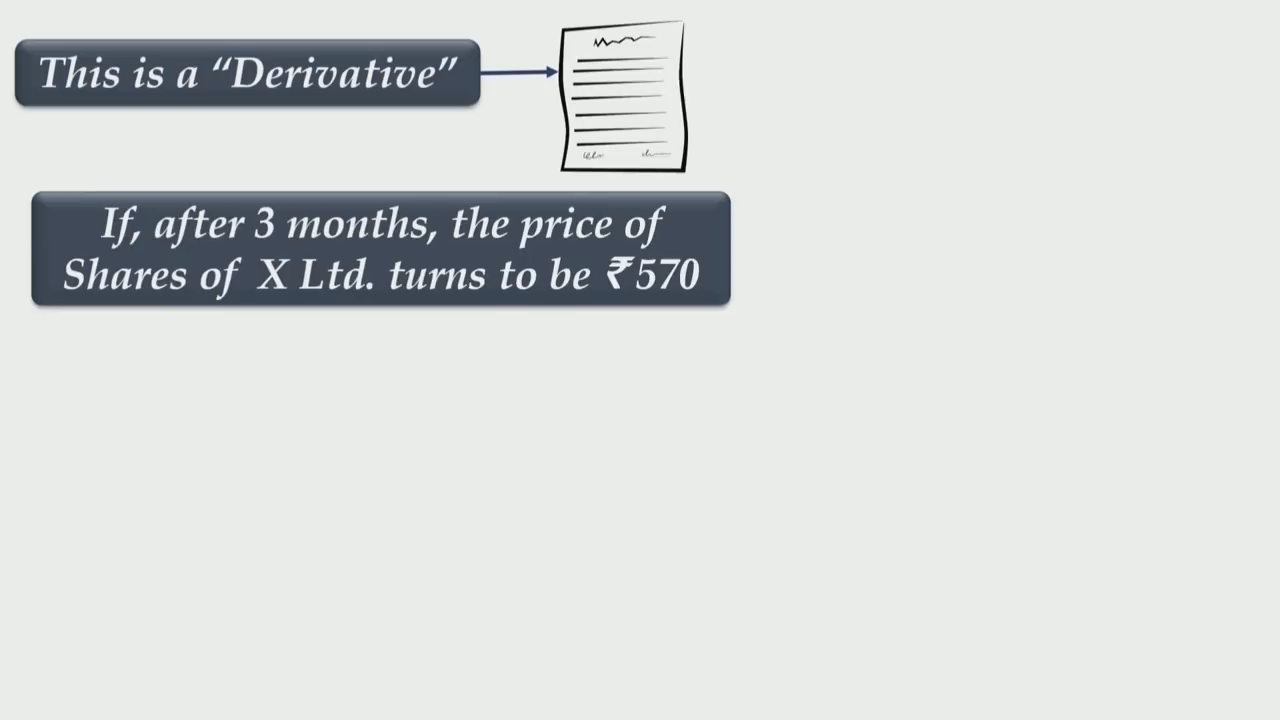 This is a “Derivative”
If, after 3 months, the price of
Shares of X Ltd. turns to be ₹570